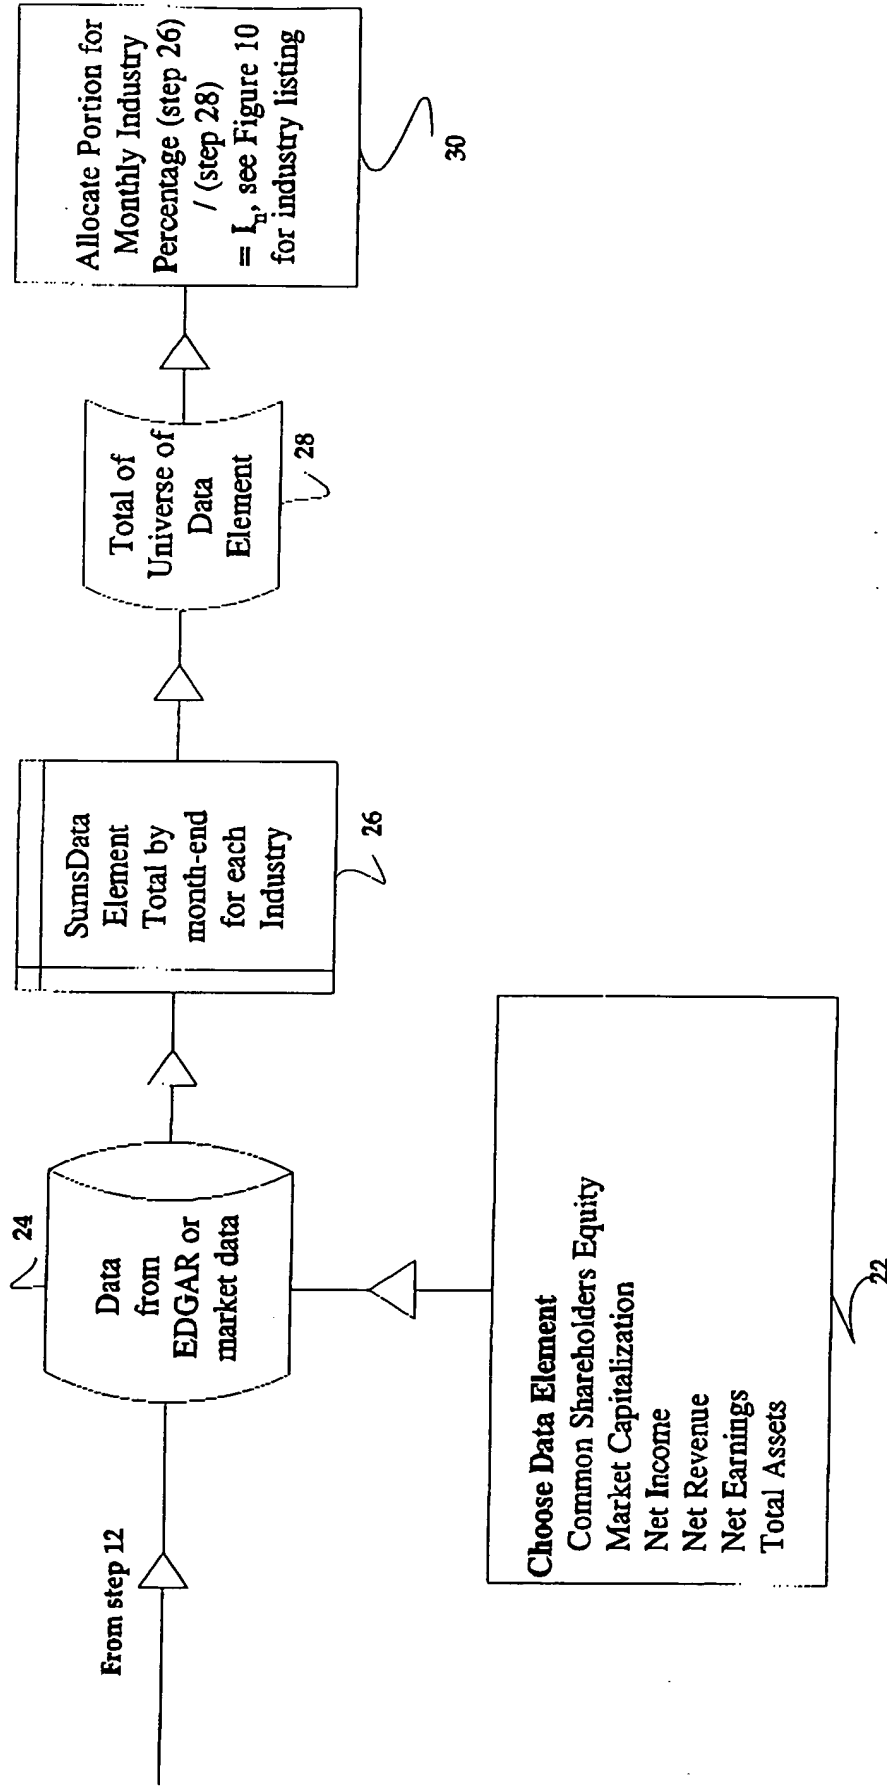 From step 12
24
Data
from
EDGAR or
market data
Choose Data Element
Common Shareholders Equity
Market Capitalization
Net Income
Net Revenue
Net Earnings
Total Assets
22
SumsData
Element
Total by
month-end
for each
Industry
26
Total of
Universe of
Data
Element
28
Allocate Portion for
Monthly Industry
Percentage (step 26)
/ (step 28)
= In, see Figure 10
for industry listing
30